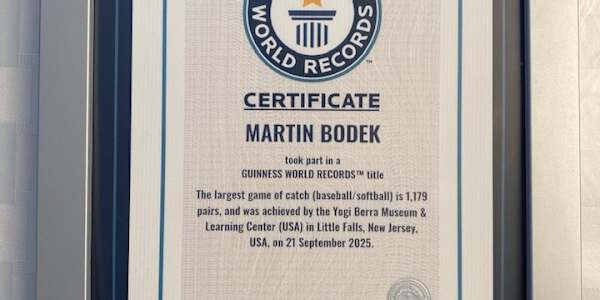 WORLD RECORDS™
CERTIFICATE
MARTIN BODEK
took part in a
GUINNESS WORLD RECORDS™ title
The largest game of catch (baseball/softball) is 1,179
pairs, and was achieved by the Yogi Berra Museum &
Learning Center (USA) in Little Falls, New Jersey,
USA, on 21 September 2025.